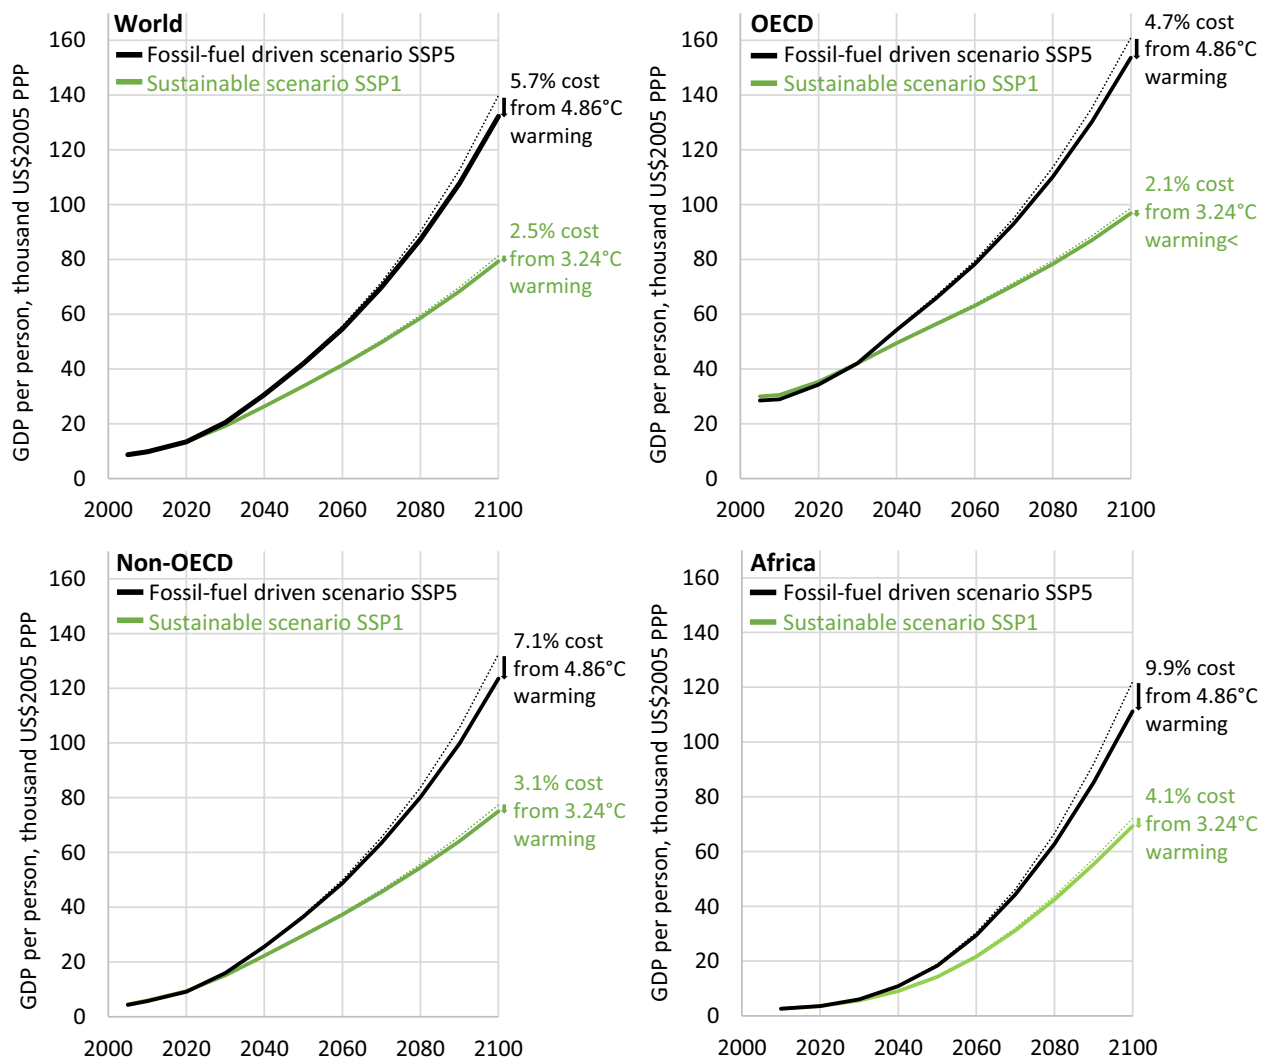 World
Fossil-fuel driven scenario SSP5
Sustainable scenario SSP1
GDP per person, thousand US$2005 PPP
160
140
120
100
80
60
40
20
0
2000 2020 2040 2060 2080 2100
5.7% cost
from 4.86°C
warming
2.5% cost
from 3.24°C
warming
OECD
Fossil-fuel driven scenario SSP5
Sustainable scenario SSP1
GDP per person, thousand US$2005 PPP
160
140
120
100
80
60
40
20
0
2000 2020 2040 2060 2080 2100
4.7% cost
from 4.86°C
warming
2.1% cost
from 3.24°C
warming<
Non-OECD
Fossil-fuel driven scenario SSP5
Sustainable scenario SSP1
GDP per person, thousand US$2005 PPP
160
140
120
100
80
60
40
20
0
2000 2020 2040 2060 2080 2100
7.1% cost
from 4.86°C
warming
3.1% cost
from 3.24°C
warming
Africa
Fossil-fuel driven scenario SSP5
Sustainable scenario SSP1
GDP per person, thousand US$2005 PPP
160
140
120
100
80
60
40
20
0
2000 2020 2040 2060 2080 2100
9.9% cost
from 4.86°C
warming
4.1% cost
from 3.24°C
warming